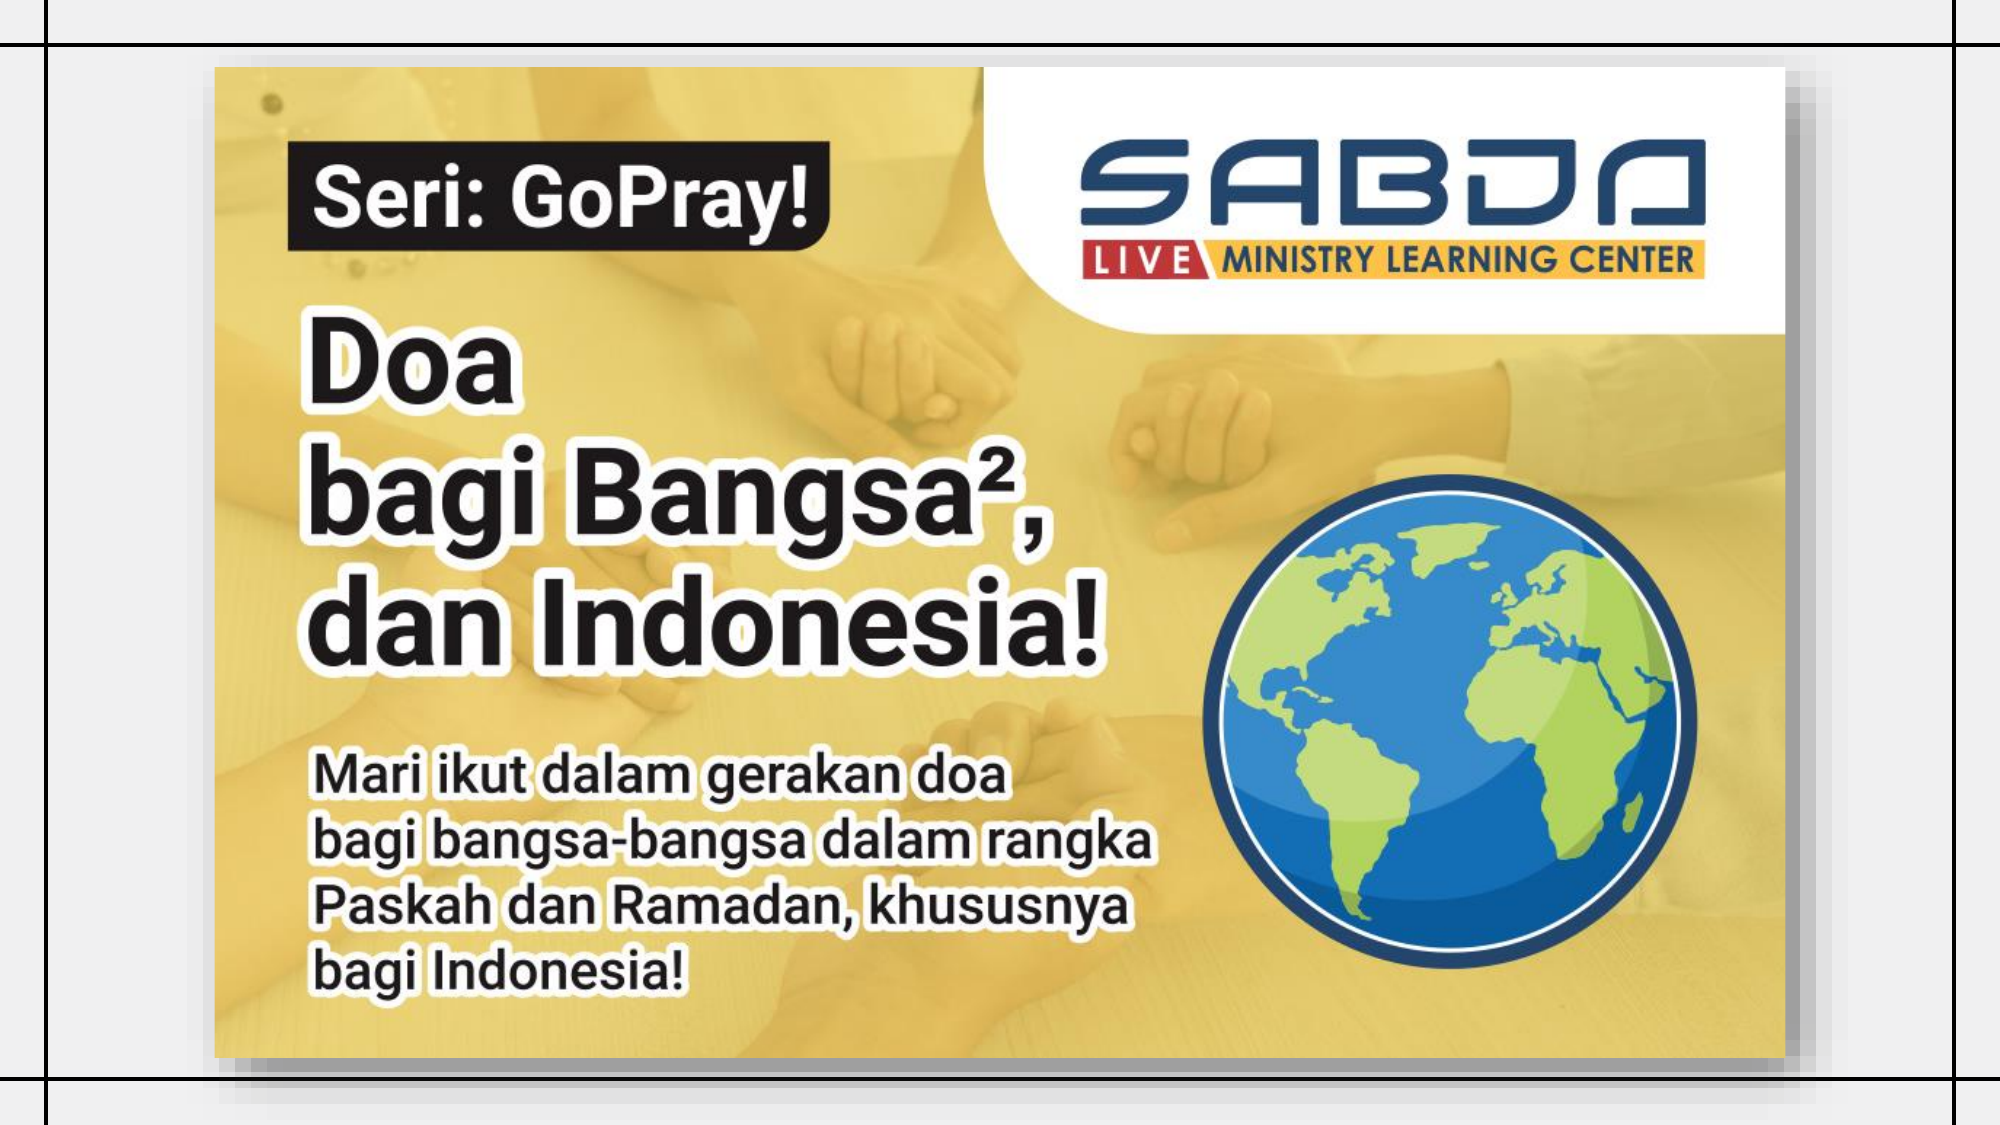 Seri: GoPray!
SABDA
LIVE MINISTRY LEARNING CENTER
Doa
bagi Bangsa²,
dan Indonesia!
Mari ikut dalam gerakan doa
bagi bangsa-bangsa dalam rangka
Paskah dan Ramadan, khususnya
bagi Indonesia!